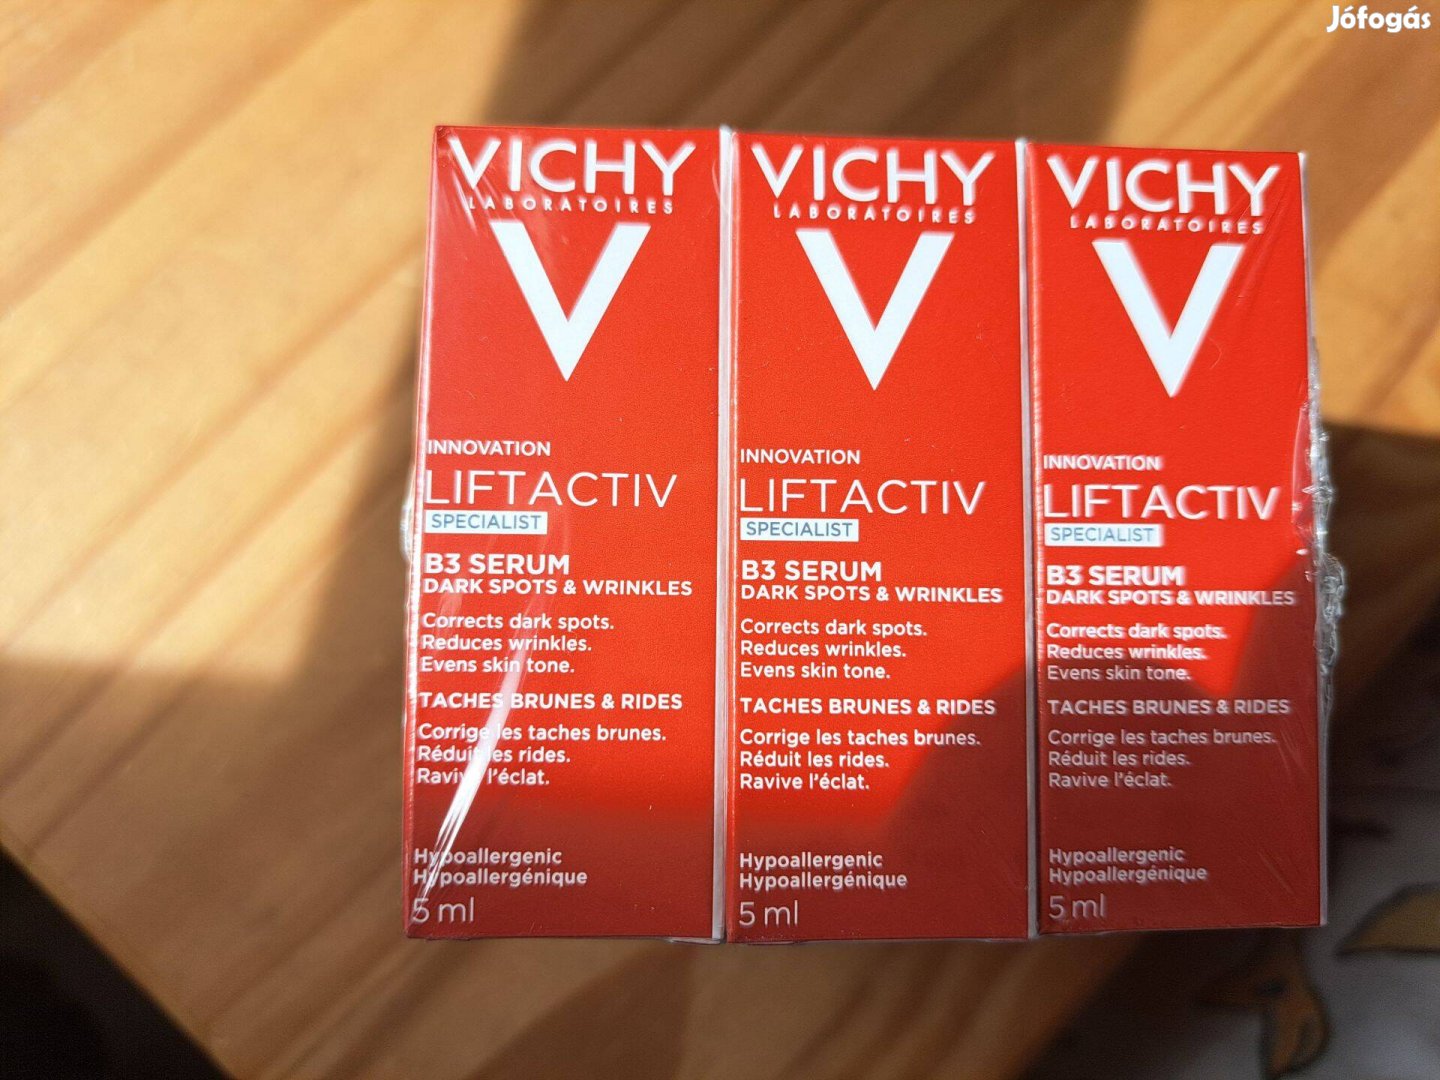 Jófogás
VICHY
LABORATOIRES
V
INNOVATION
LIFTACTIV
SPECIALIST
B3 SERUM
DARK SPOTS & WRINKLES
Corrects dark spots.
Reduces wrinkles.
Evens skin tone.
TACHES BRUNES & RIDES
Corrige les taches brunes.
Réduit les rides.
Ravive l'éclat.
Hypoallergenic
Hypoallergénique
5 ml
VICHY
LABORATOIRES
V
INNOVATION
LIFTACTIV
SPECIALIST
B3 SERUM
DARK SPOTS & WRINKLES
Corrects dark spots.
Reduces wrinkles.
Evens skin tone.
TACHES BRUNES & RIDES
Corrige les taches brunes.
Réduit les rides.
Ravive l'éclat.
Hypoallergenic
Hypoallergénique
5 ml
VICHY
LABORATOIRES
V
INNOVATION
LIFTACTIV
SPECIALIST
B3 SERUM
DARK SPOTS & WRINKLES
Corrects dark spots.
Reduces wrinkles.
Evens skin tone.
TACHES BRUNES & RIDES
Corrige les taches brunes.
Réduit les rides.
Ravive l'éclat.
Hypoallergenic
Hypoallergénique
5 ml